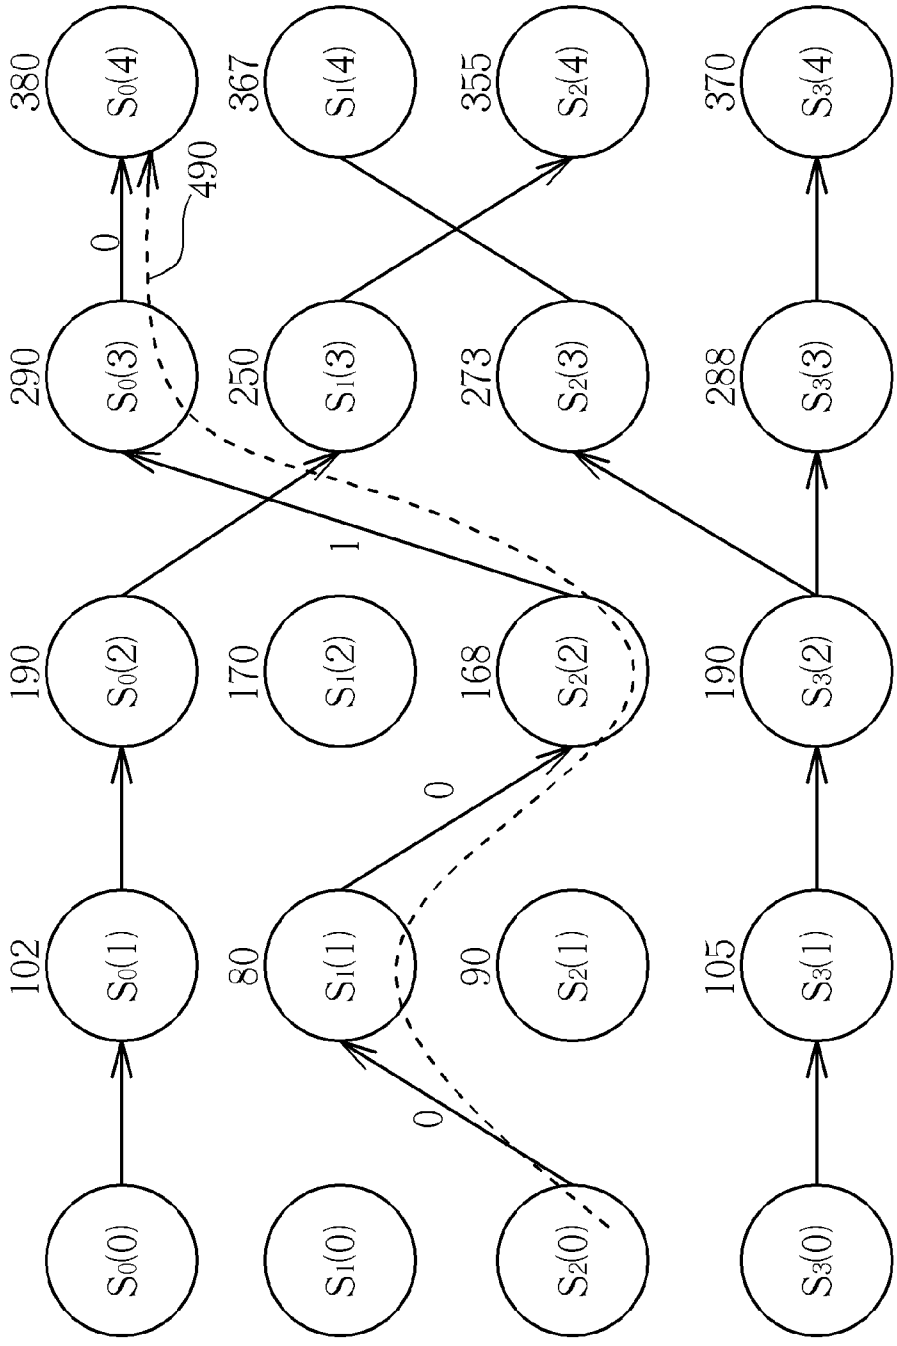 102 190 290 380
0
S₀(0) S₀(1) S₀(2) S₀(3) S₀(4)
490
80 170 250 367
S₁(0) S₁(1) S₁(2) 1 S₁(3) S₁(4)
0 0
90 168 273 355
S₂(0) S₂(1) S₂(2) S₂(3) S₂(4)
105 190 288 370
S₃(0) S₃(1) S₃(2) S₃(3) S₃(4)